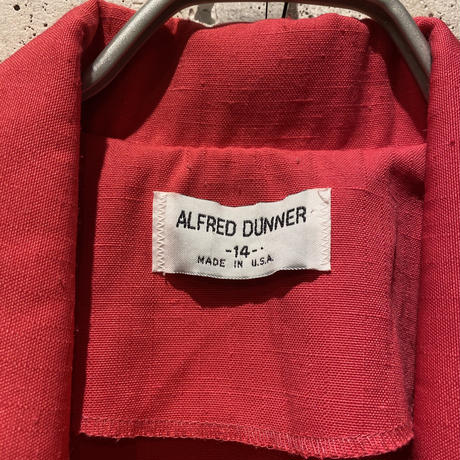 ALFRED DUNNER
-14-
MADE IN U.S.A.